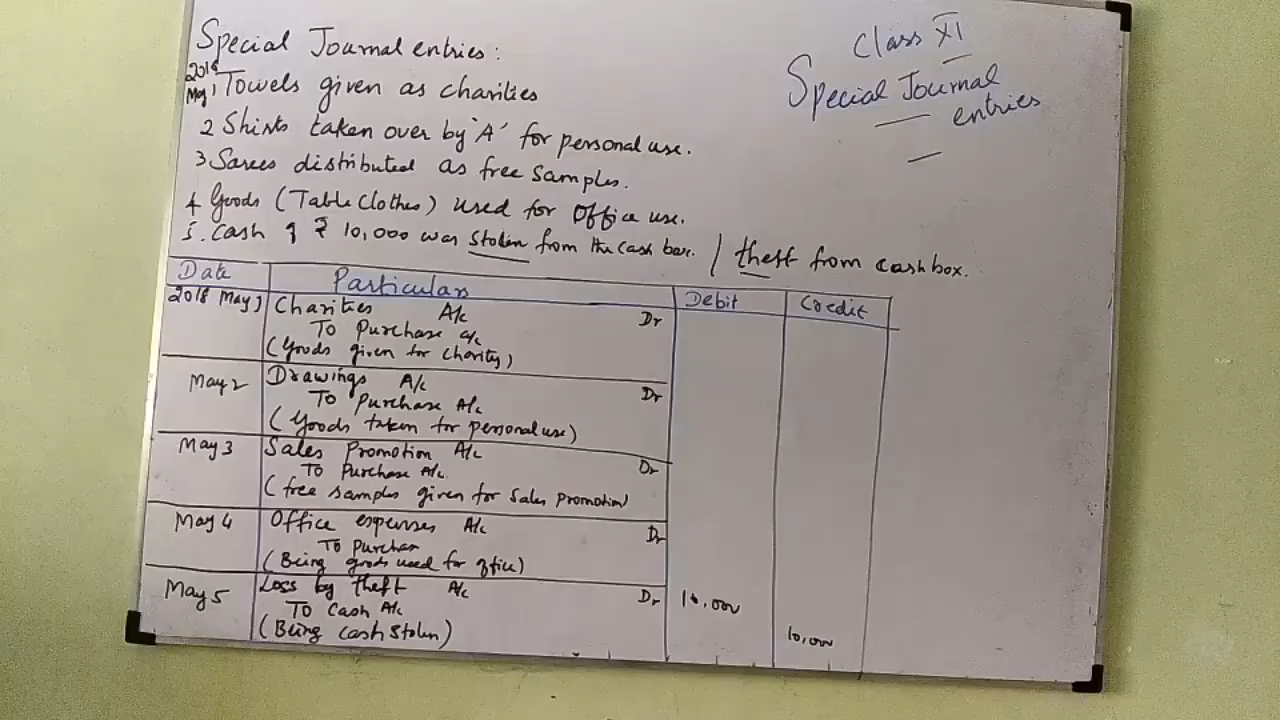 Special Journal entries:
Class XI
Special Journal
entries
2018
May 1 Towels given as charities
2 Shirts taken over by 'A' for personal use.
3 Sarees distributed as free samples.
4 Goods (Table Clothes) used for Office use.
5. Cash of ₹ 10,000 was stolen from the cash box. / theft from cash box.
Date Particulars Debit Credit
2018 May 1 Charities A/c Dr
To Purchase a/c
(Goods given for charity)
May 2 Drawings A/c Dr
To Purchase A/c
(Goods taken for personal use)
May 3 Sales Promotion A/c Dr
To Purchase A/c
(free samples given for Sales promotion)
May 4 Office expenses A/c Dr
To Purchase
(Being goods used for office)
May 5 Loss by theft A/c Dr 10,000
To Cash A/c 10,000
(Being cash stolen)